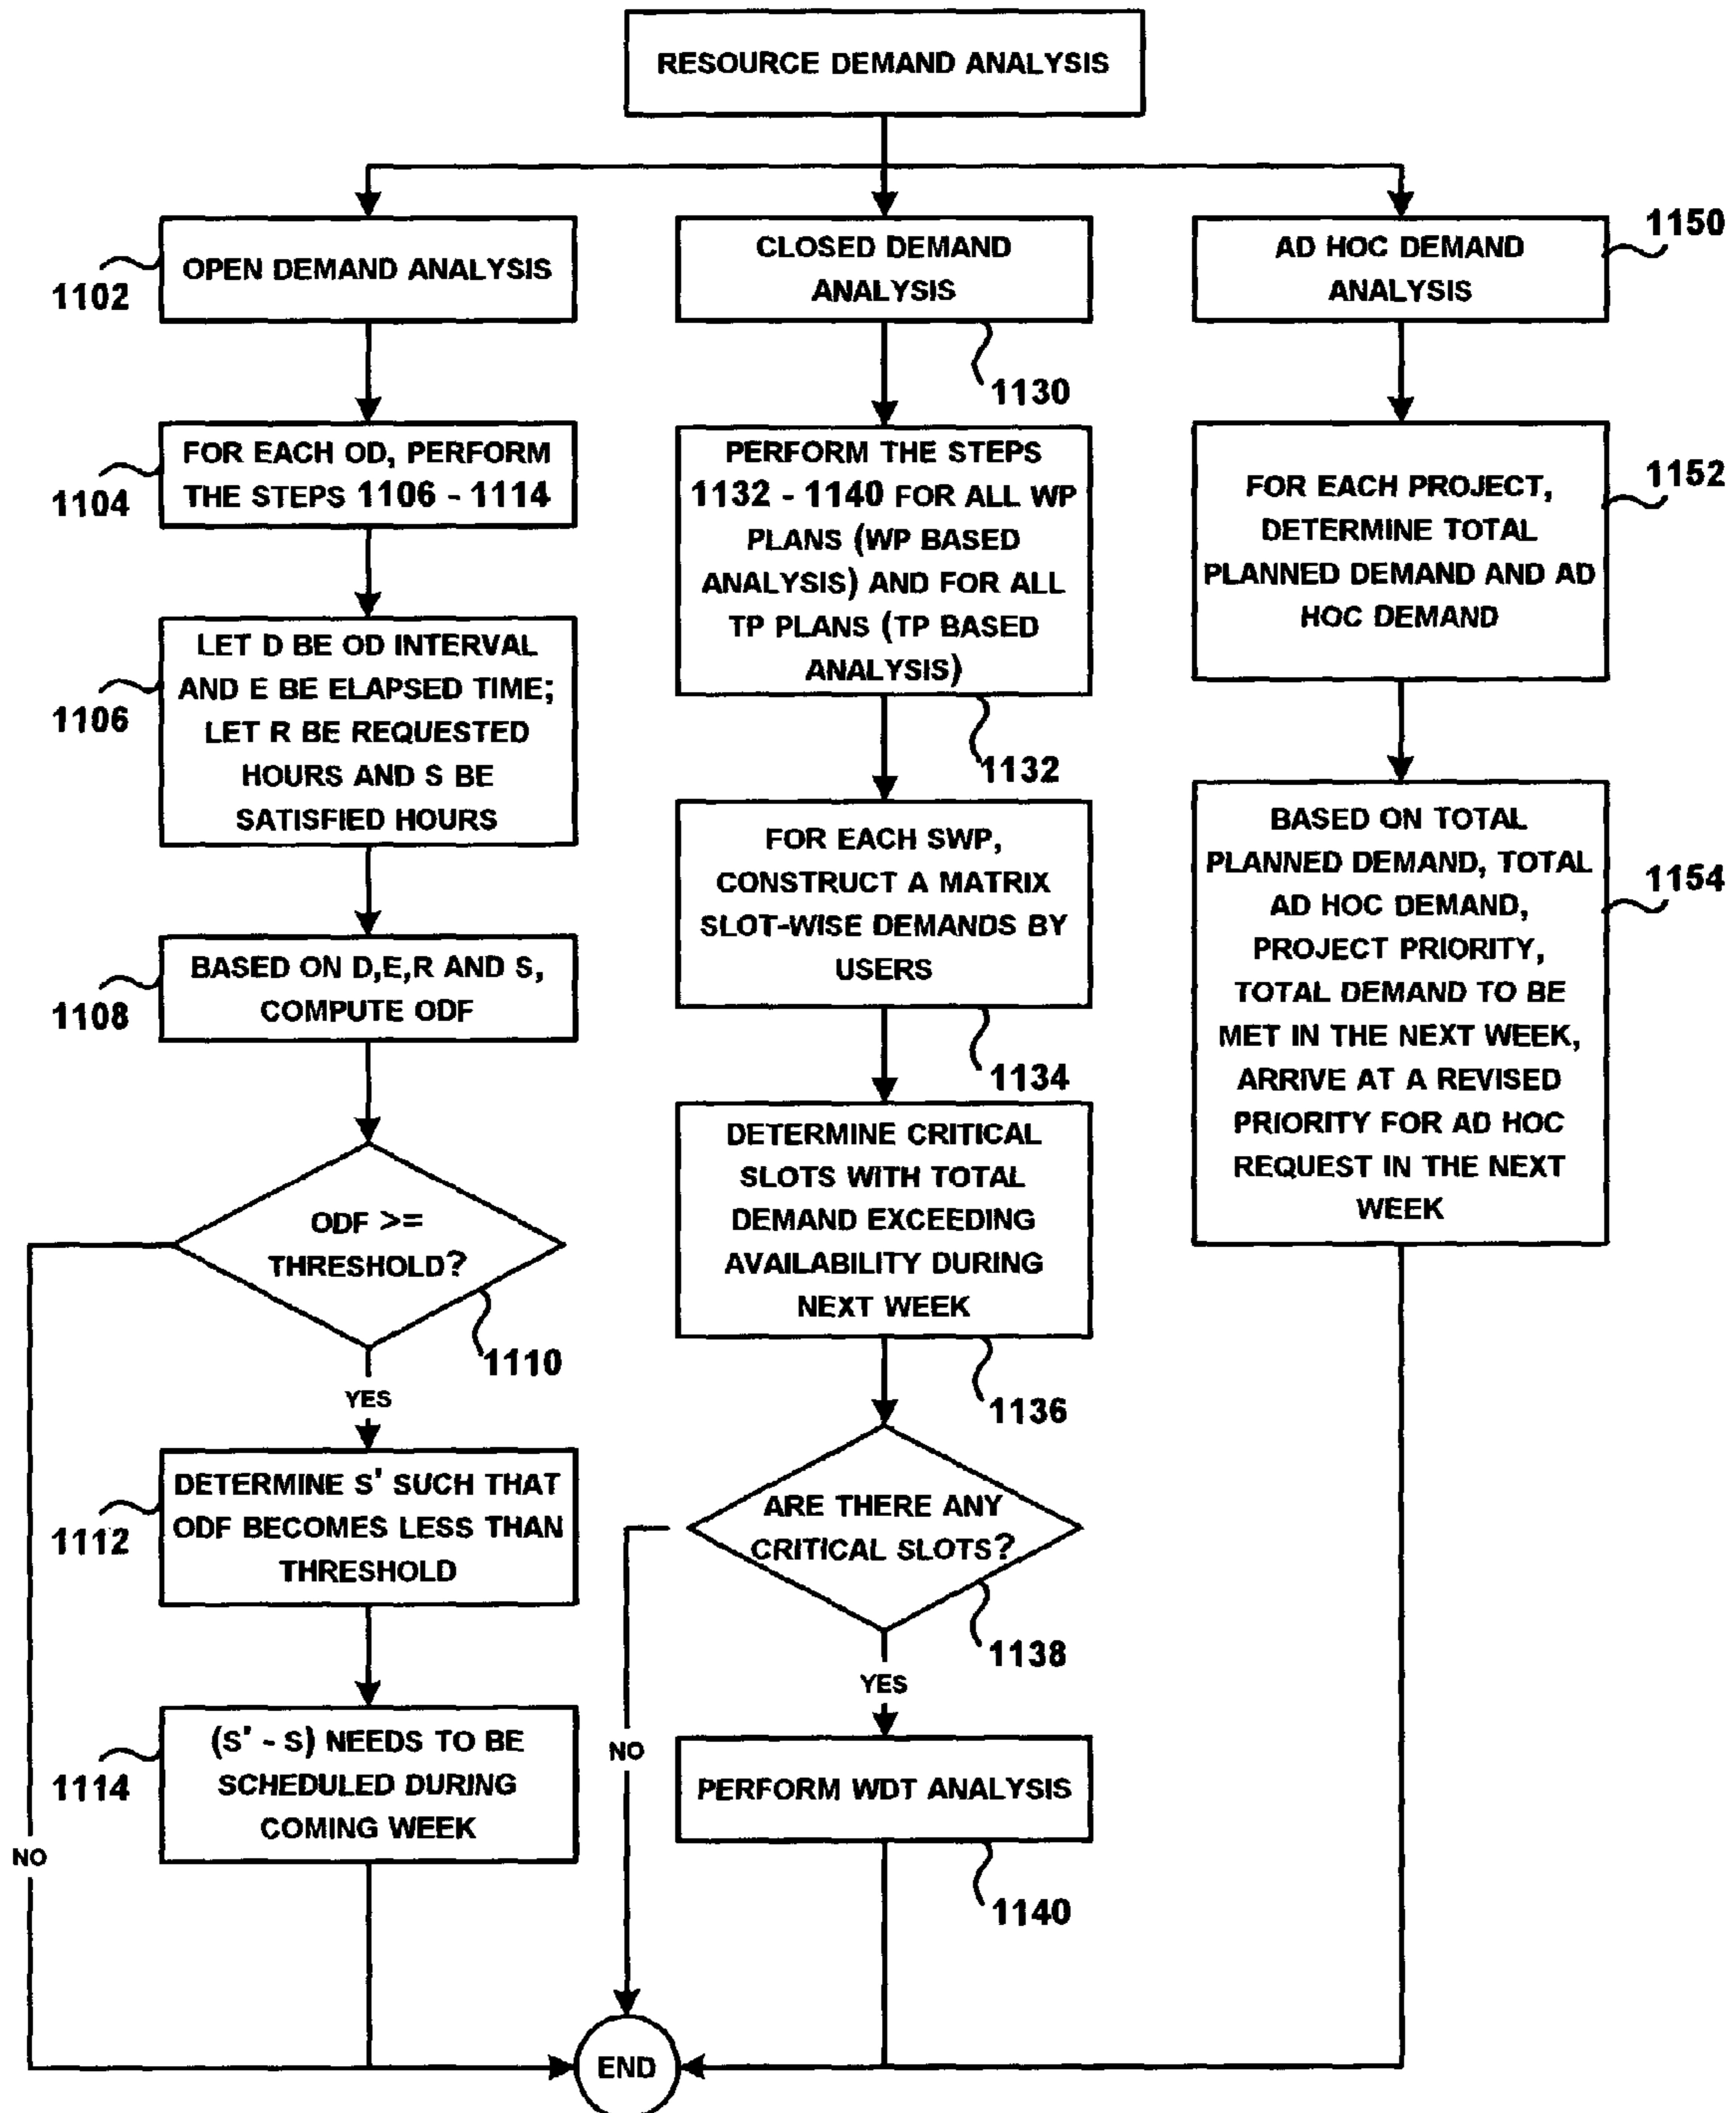 RESOURCE DEMAND ANALYSIS
OPEN DEMAND ANALYSIS
1102
FOR EACH OD, PERFORM
THE STEPS 1106 - 1114
1104
LET D BE OD INTERVAL
AND E BE ELAPSED TIME;
LET R BE REQUESTED
HOURS AND S BE
SATISFIED HOURS
1106
BASED ON D,E,R AND S,
COMPUTE ODF
1108
ODF >=
THRESHOLD?
1110
YES
NO
DETERMINE S' SUCH THAT
ODF BECOMES LESS THAN
THRESHOLD
1112
(S' - S) NEEDS TO BE
SCHEDULED DURING
COMING WEEK
1114
CLOSED DEMAND
ANALYSIS
1130
PERFORM THE STEPS
1132 - 1140 FOR ALL WP
PLANS (WP BASED
ANALYSIS) AND FOR ALL
TP PLANS (TP BASED
ANALYSIS)
1132
FOR EACH SWP,
CONSTRUCT A MATRIX
SLOT-WISE DEMANDS BY
USERS
1134
DETERMINE CRITICAL
SLOTS WITH TOTAL
DEMAND EXCEEDING
AVAILABILITY DURING
NEXT WEEK
1136
ARE THERE ANY
CRITICAL SLOTS?
1138
YES
NO
PERFORM WDT ANALYSIS
1140
AD HOC DEMAND
ANALYSIS
1150
FOR EACH PROJECT,
DETERMINE TOTAL
PLANNED DEMAND AND AD
HOC DEMAND
1152
BASED ON TOTAL
PLANNED DEMAND, TOTAL
AD HOC DEMAND,
PROJECT PRIORITY,
TOTAL DEMAND TO BE
MET IN THE NEXT WEEK,
ARRIVE AT A REVISED
PRIORITY FOR AD HOC
REQUEST IN THE NEXT
WEEK
1154
END